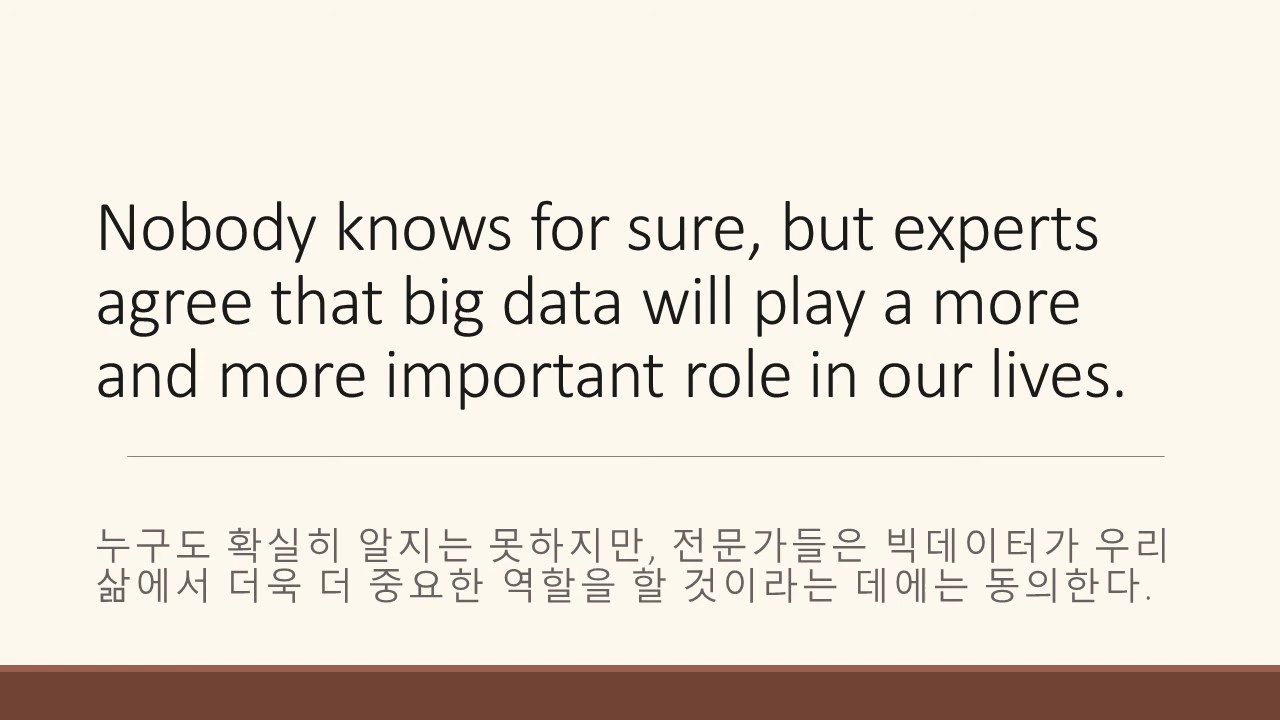 Nobody knows for sure, but experts
agree that big data will play a more
and more important role in our lives.
누구도 확실히 알지는 못하지만, 전문가들은 빅데이터가 우리
삶에서 더욱 더 중요한 역할을 할 것이라는 데에는 동의한다.